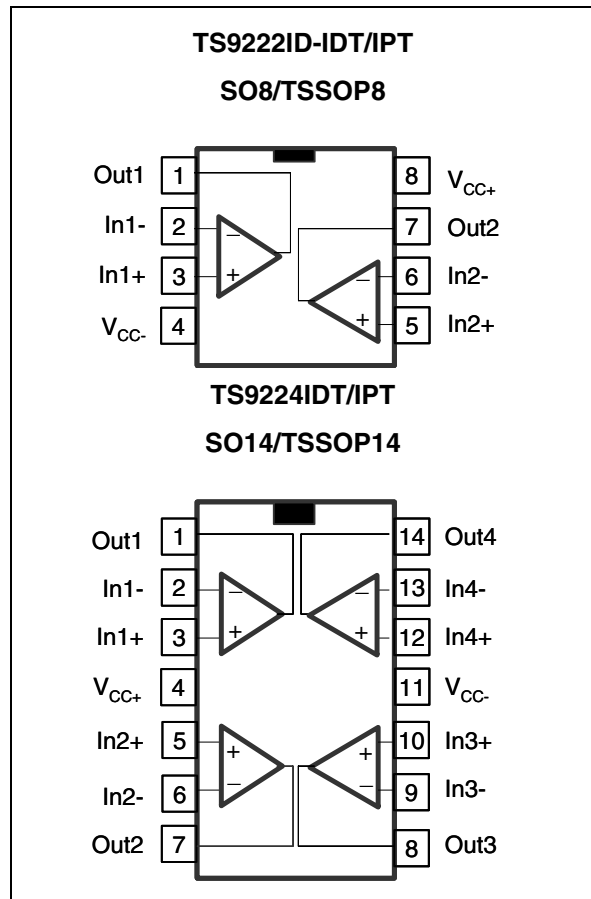 TS9222ID-IDT/IPT
SO8/TSSOP8
Out1 1 8 VCC+
In1- 2 − 7 Out2
In1+ 3 + − 6 In2-
VCC- 4 + 5 In2+
TS9224IDT/IPT
SO14/TSSOP14
Out1 1 14 Out4
In1- 2 − − 13 In4-
In1+ 3 + + 12 In4+
VCC+ 4 11 VCC-
In2+ 5 + + 10 In3+
In2- 6 − − 9 In3-
Out2 7 8 Out3